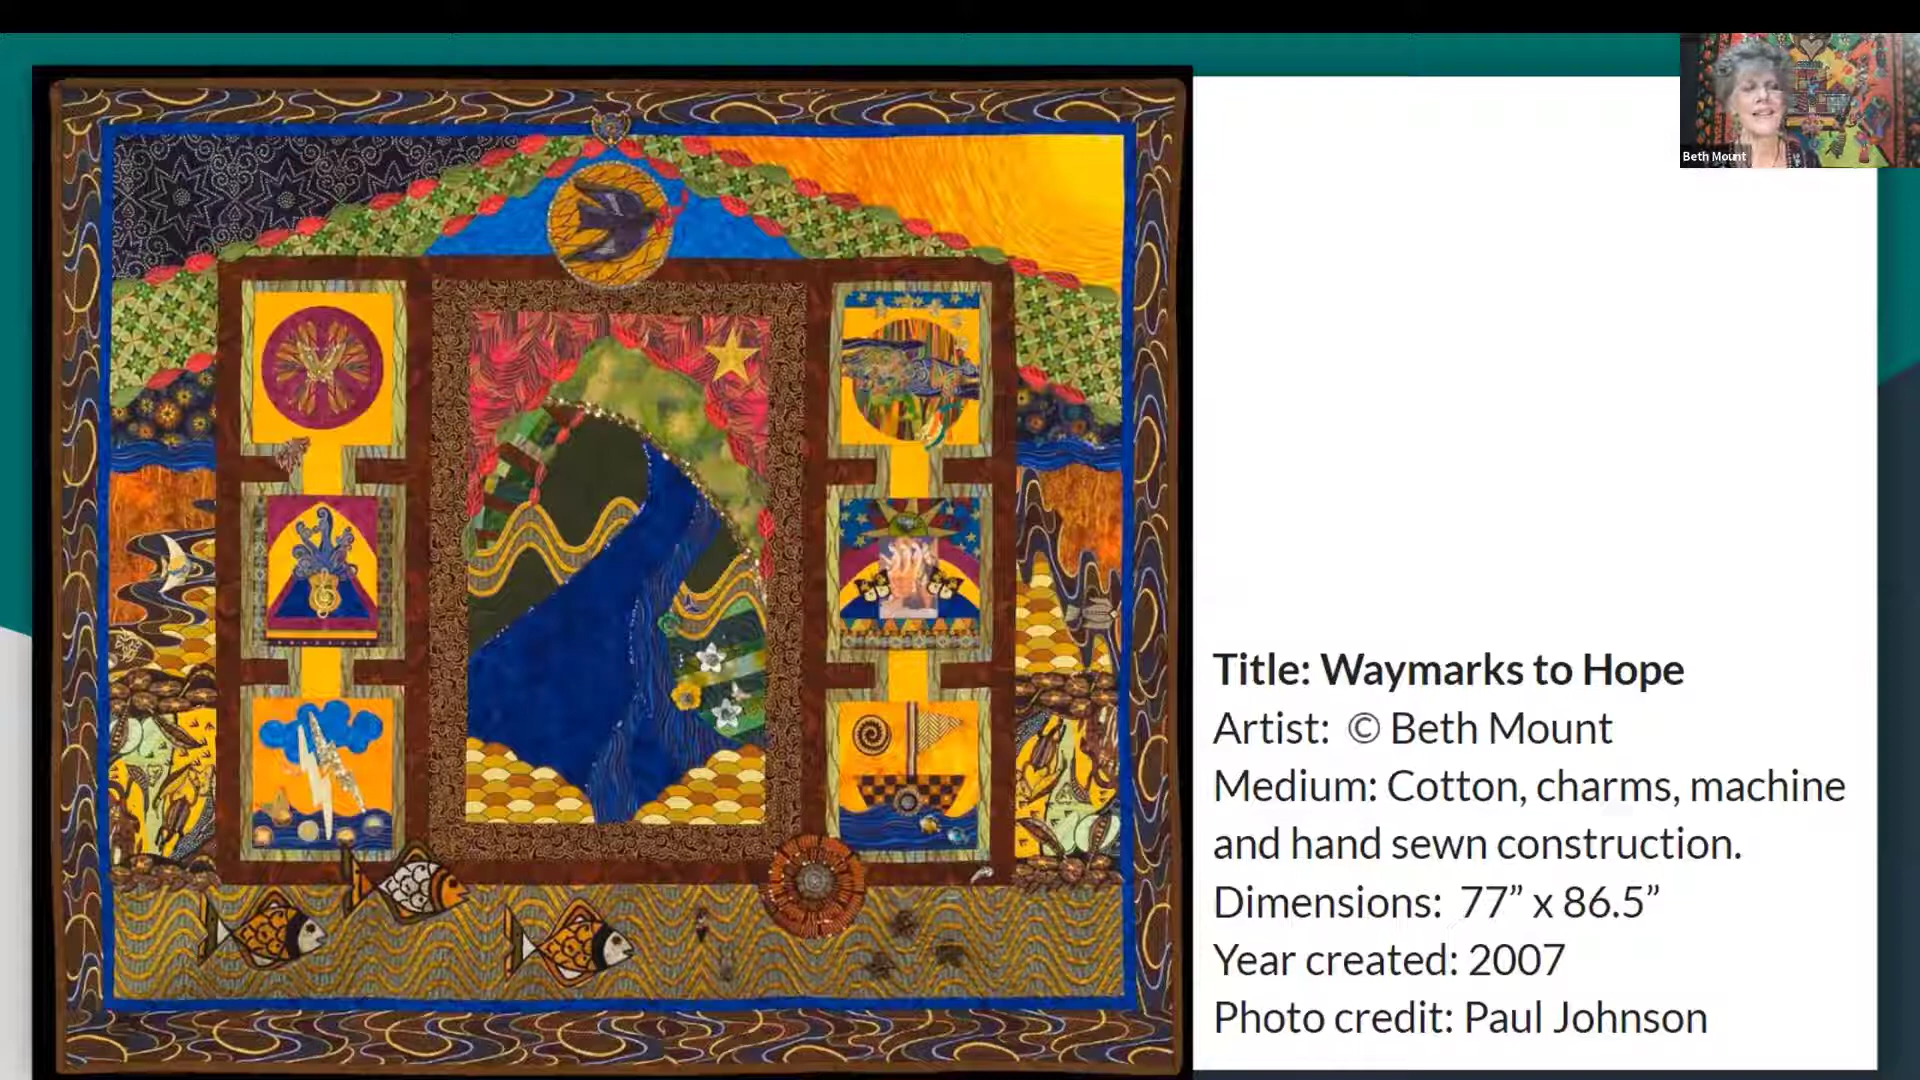 Beth Mount
Title: Waymarks to Hope
Artist: © Beth Mount
Medium: Cotton, charms, machine
and hand sewn construction.
Dimensions: 77” x 86.5”
Year created: 2007
Photo credit: Paul Johnson